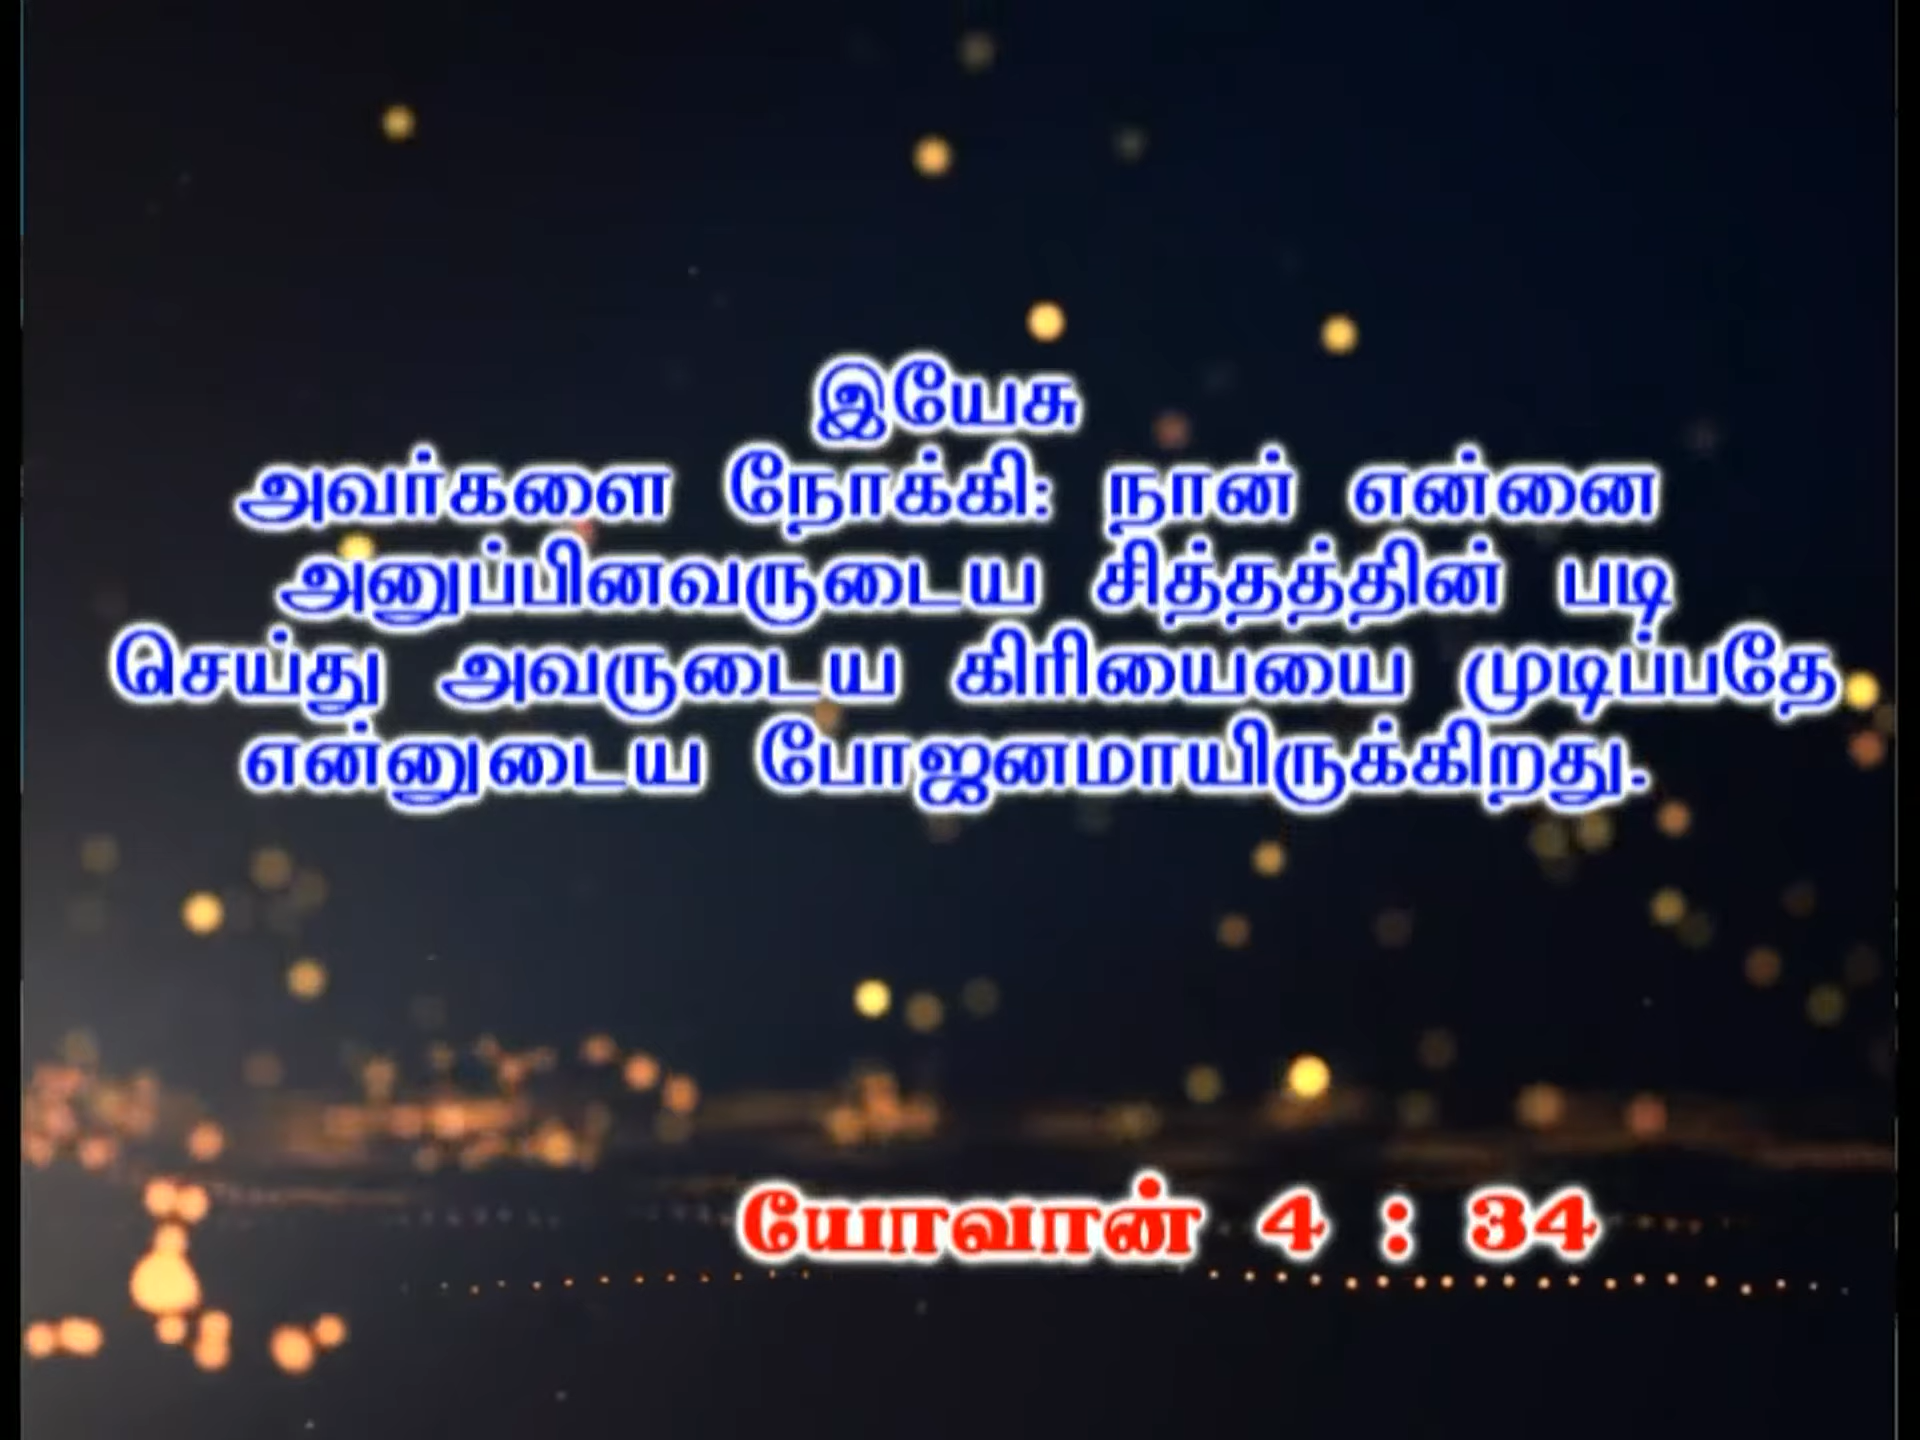 இயேசு
அவர்களை நோக்கி: நான் என்னை
அனுப்பினவருடைய சித்தத்தின் படி
செய்து அவருடைய கிரியையை முடிப்பதே
என்னுடைய போஜனமாயிருக்கிறது.
யோவான் 4 : 34